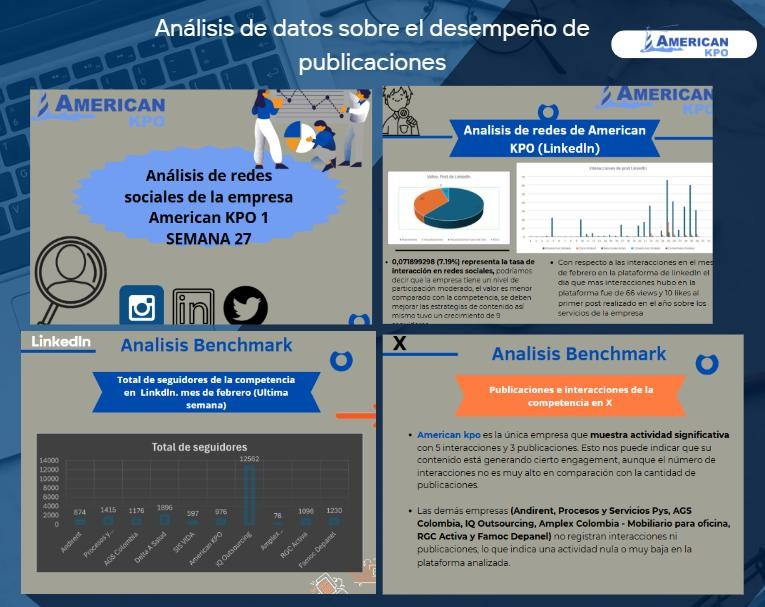 Análisis de datos sobre el desempeño de
publicaciones
AMERICAN
KPO
AMERICAN
KPO
Análisis de redes
sociales de la empresa
American KPO 1
SEMANA 27
AMERICAN
KPO
Analisis de redes de American
KPO (LinkedIn)
Video, Post de LinkedIn
Interacciones de post LinkedIn
• 0,071899298 (7.19%) representa la tasa de
interacción en redes sociales, podríamos
decir que la empresa tiene un nivel de
participación moderado, el valor es menor
comparado con la competencia, se deben
mejorar las estrategias de contenido así
mismo tuvo un crecimiento de 9
• Con respecto a las interacciones en el mes
de febrero en la plataforma de linkedIn el
dia que mas interacciones hubo en la
plataforma fue de 66 views y 10 likes al
primer post realizado en el año sobre los
servicios de la empresa
LinkedIn
Analisis Benchmark
Total de seguidores de la competencia
en LinkdIn. mes de febrero (Ultima
semana)
Total de seguidores
14000
12000
10000
8000
6000
4000
2000
0
874
1415
1176
1896
597
976
12562
76
1096
1230
Andirent
Procesos y...
AGS Colombia
Delta A Salud
SIS VIDA
American KPO
IQ Outsourcing
Amplex...
RGC Activa
Famoc Depanel
X
Analisis Benchmark
Publicaciones e interacciones de la
competencia en X
• American kpo es la única empresa que muestra actividad significativa
con 5 interacciones y 3 publicaciones. Esto nos puede indicar que su
contenido está generando cierto engagement, aunque el número de
interacciones no es muy alto en comparación con la cantidad de
publicaciones.
• Las demás empresas (Andirent, Procesos y Servicios Pys, AGS
Colombia, IQ Outsourcing, Amplex Colombia - Mobiliario para oficina,
RGC Activa y Famoc Depanel) no registran interacciones ni
publicaciones, lo que indica una actividad nula o muy baja en la
plataforma analizada.